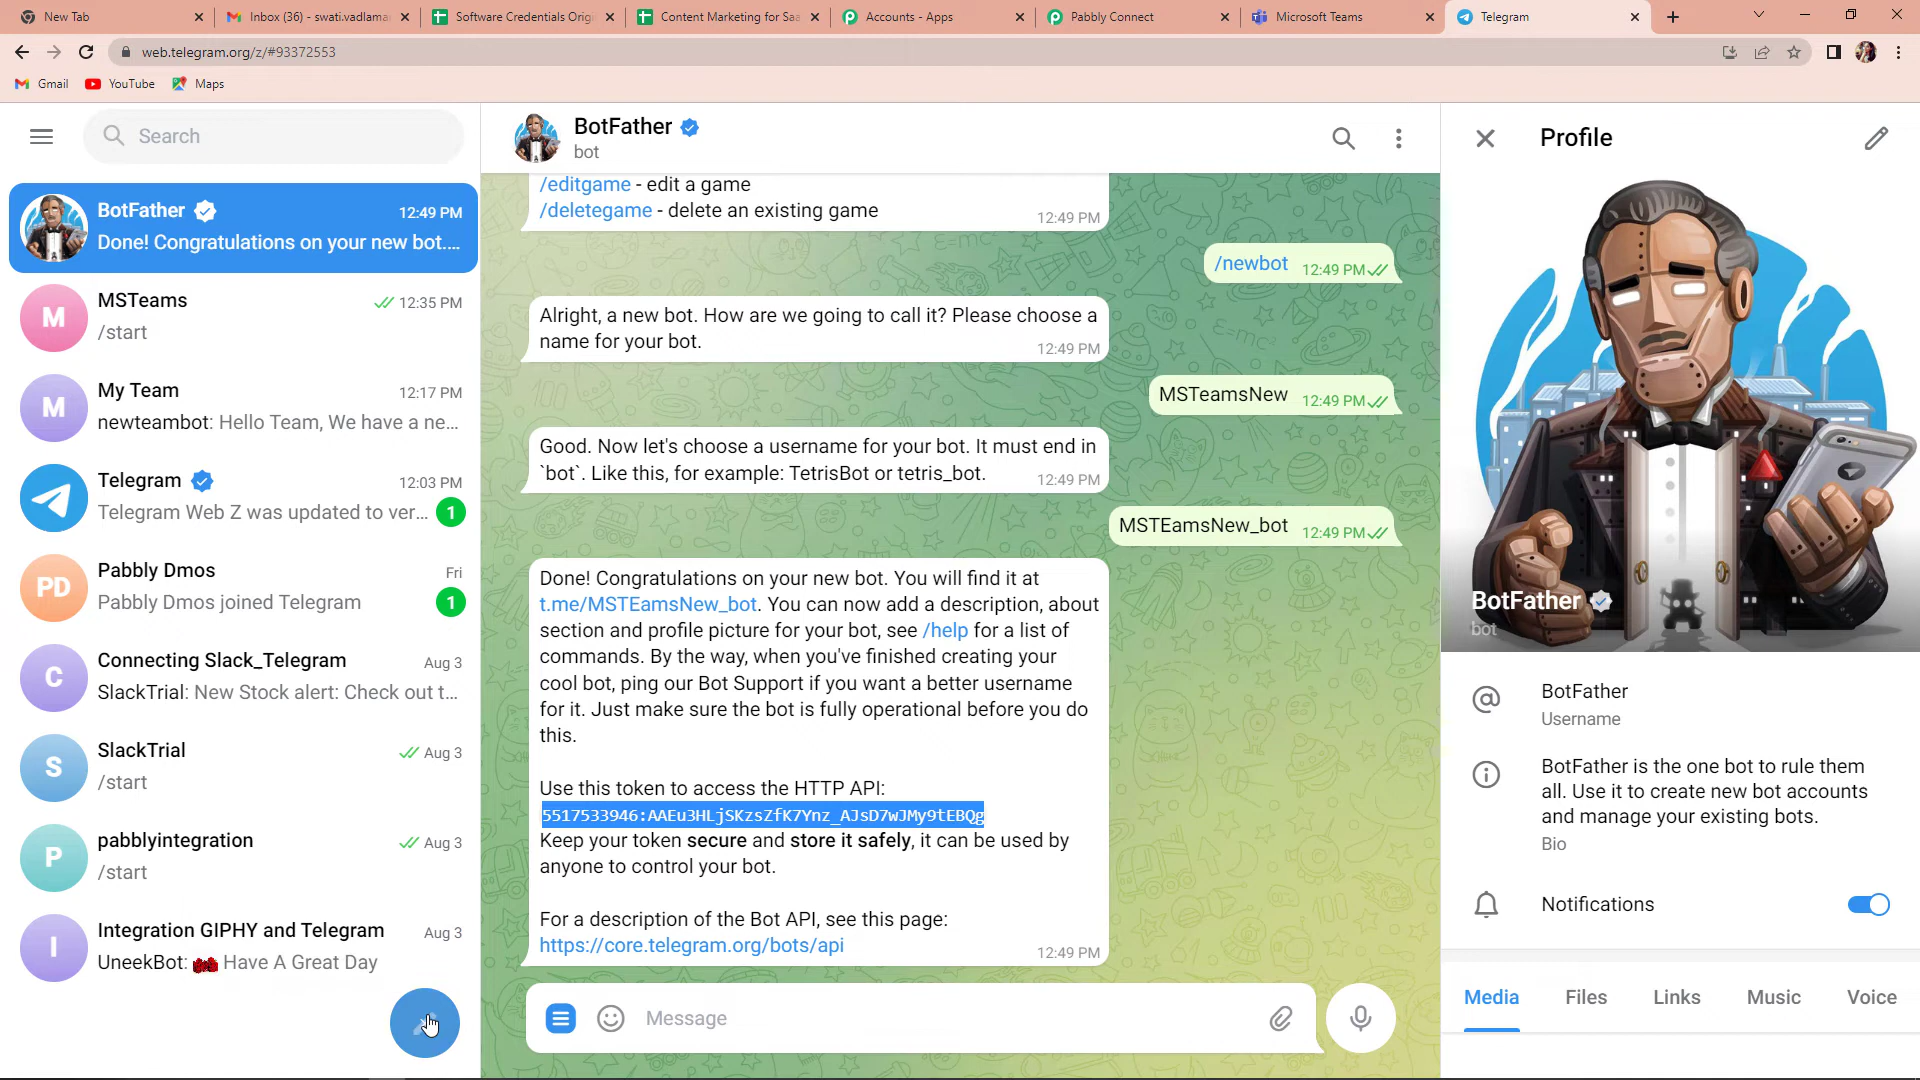 New Tab
Inbox (36) - swati.vadlama
Software Credentials Origi
Content Marketing for Saa
Accounts - Apps
Pabbly Connect
Microsoft Teams
Telegram
web.telegram.org/z/#93372553
Gmail
YouTube
Maps
Search
BotFather
12:49 PM
Done! Congratulations on your new bot....
M
MSTeams
12:35 PM
/start
M
My Team
12:17 PM
newteambot: Hello Team, We have a ne...
Telegram
12:03 PM
Telegram Web Z was updated to ver...
1
PD
Pabbly Dmos
Fri
Pabbly Dmos joined Telegram
1
C
Connecting Slack_Telegram
Aug 3
SlackTrial: New Stock alert: Check out t...
S
SlackTrial
Aug 3
/start
P
pabblyintegration
Aug 3
/start
I
Integration GIPHY and Telegram
Aug 3
UneekBot: Have A Great Day
BotFather
bot
/editgame - edit a game
/deletegame - delete an existing game
12:49 PM
/newbot
12:49 PM
Alright, a new bot. How are we going to call it? Please choose a
name for your bot.
12:49 PM
MSTeamsNew
12:49 PM
Good. Now let's choose a username for your bot. It must end in
`bot`. Like this, for example: TetrisBot or tetris_bot.
12:49 PM
MSTEamsNew_bot
12:49 PM
Done! Congratulations on your new bot. You will find it at
t.me/MSTEamsNew_bot. You can now add a description, about
section and profile picture for your bot, see /help for a list of
commands. By the way, when you've finished creating your
cool bot, ping our Bot Support if you want a better username
for it. Just make sure the bot is fully operational before you do
this.
Use this token to access the HTTP API:
5517533946:AAEu3HLjSKzsZfK7Ynz_AJsD7wJMy9tEBQg
Keep your token secure and store it safely, it can be used by
anyone to control your bot.
For a description of the Bot API, see this page:
https://core.telegram.org/bots/api
12:49 PM
Message
Profile
BotFather
bot
BotFather
Username
BotFather is the one bot to rule them
all. Use it to create new bot accounts
and manage your existing bots.
Bio
Notifications
Media
Files
Links
Music
Voice